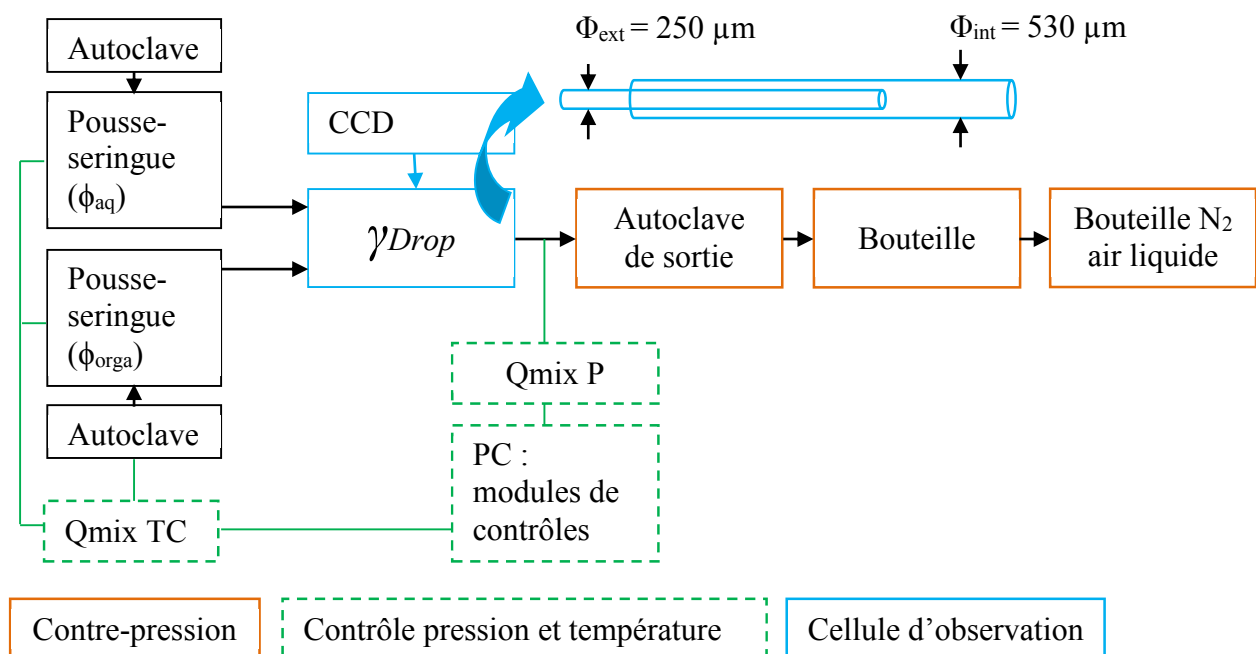 Autoclave
Φext = 250 µm
Φint = 530 µm
Pousse-
seringue
(ϕaq)
CCD
γDrop
Autoclave
de sortie
Bouteille
Bouteille N2
air liquide
Pousse-
seringue
(ϕorga)
Autoclave
Qmix P
PC :
modules de
contrôles
Qmix TC
Contre-pression
Contrôle pression et température
Cellule d’observation